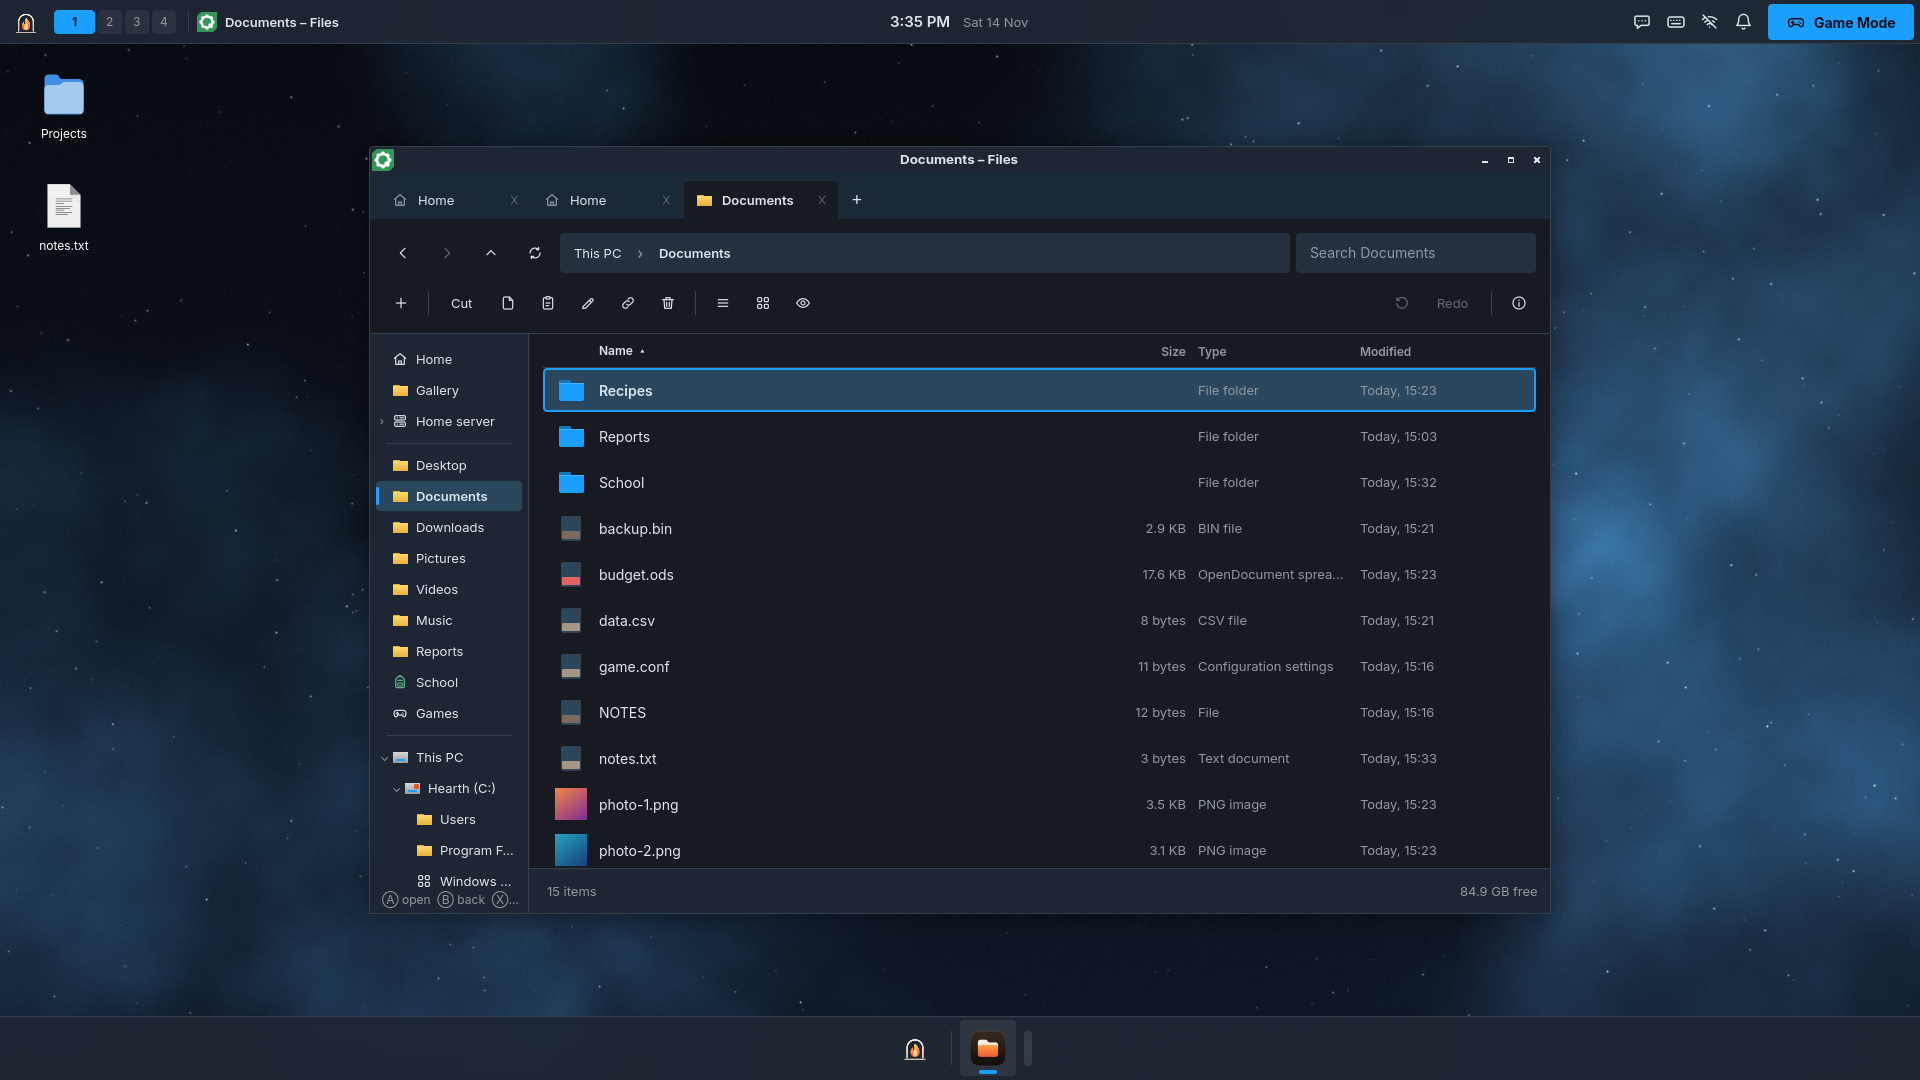 1 2 3 4 Documents – Files 3:35 PM Sat 14 Nov Game Mode
Projects
notes.txt
Documents – Files
Home X Home X Documents X +
This PC › Documents Search Documents
Cut Redo
Home
Gallery
Home server
Desktop
Documents
Downloads
Pictures
Videos
Music
Reports
School
Games
This PC
Hearth (C:)
Users
Program F...
Windows ...
A open B back X...
Name Size Type Modified
Recipes File folder Today, 15:23
Reports File folder Today, 15:03
School File folder Today, 15:32
backup.bin 2.9 KB BIN file Today, 15:21
budget.ods 17.6 KB OpenDocument sprea... Today, 15:23
data.csv 8 bytes CSV file Today, 15:21
game.conf 11 bytes Configuration settings Today, 15:16
NOTES 12 bytes File Today, 15:16
notes.txt 3 bytes Text document Today, 15:33
photo-1.png 3.5 KB PNG image Today, 15:23
photo-2.png 3.1 KB PNG image Today, 15:23
15 items 84.9 GB free